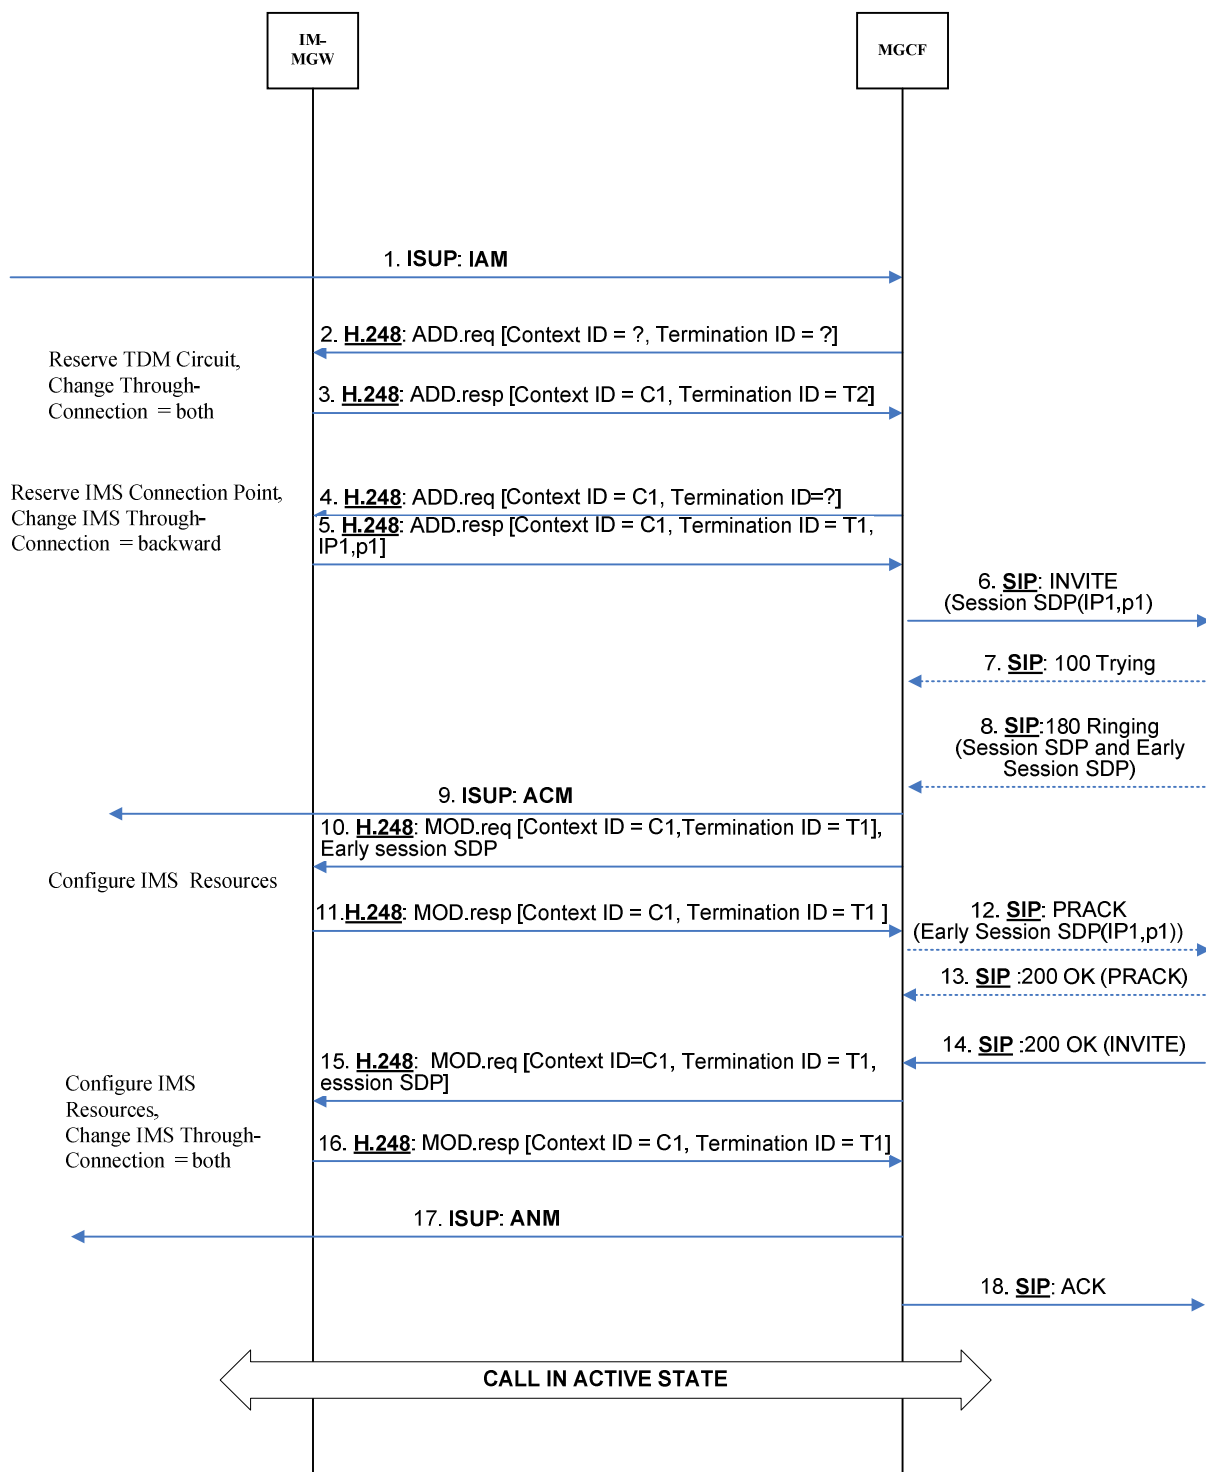 IM-
MGW
MGCF
1. ISUP: IAM
2. H.248: ADD.req [Context ID = ?, Termination ID = ?]
Reserve TDM Circuit,
Change Through-
Connection = both
3. H.248: ADD.resp [Context ID = C1, Termination ID = T2]
Reserve IMS Connection Point,
Change IMS Through-
Connection = backward
4. H.248: ADD.req [Context ID = C1, Termination ID=?]
5. H.248: ADD.resp [Context ID = C1, Termination ID = T1,
IP1,p1]
6. SIP: INVITE
(Session SDP(IP1,p1)
7. SIP: 100 Trying
8. SIP:180 Ringing
(Session SDP and Early
Session SDP)
9. ISUP: ACM
10. H.248: MOD.req [Context ID = C1,Termination ID = T1],
Early session SDP
Configure IMS Resources
11.H.248: MOD.resp [Context ID = C1, Termination ID = T1 ]
12. SIP: PRACK
(Early Session SDP(IP1,p1))
13. SIP :200 OK (PRACK)
14. SIP :200 OK (INVITE)
15. H.248: MOD.req [Context ID=C1, Termination ID = T1,
esssion SDP]
Configure IMS
Resources,
Change IMS Through-
Connection = both
16. H.248: MOD.resp [Context ID = C1, Termination ID = T1]
17. ISUP: ANM
18. SIP: ACK
CALL IN ACTIVE STATE